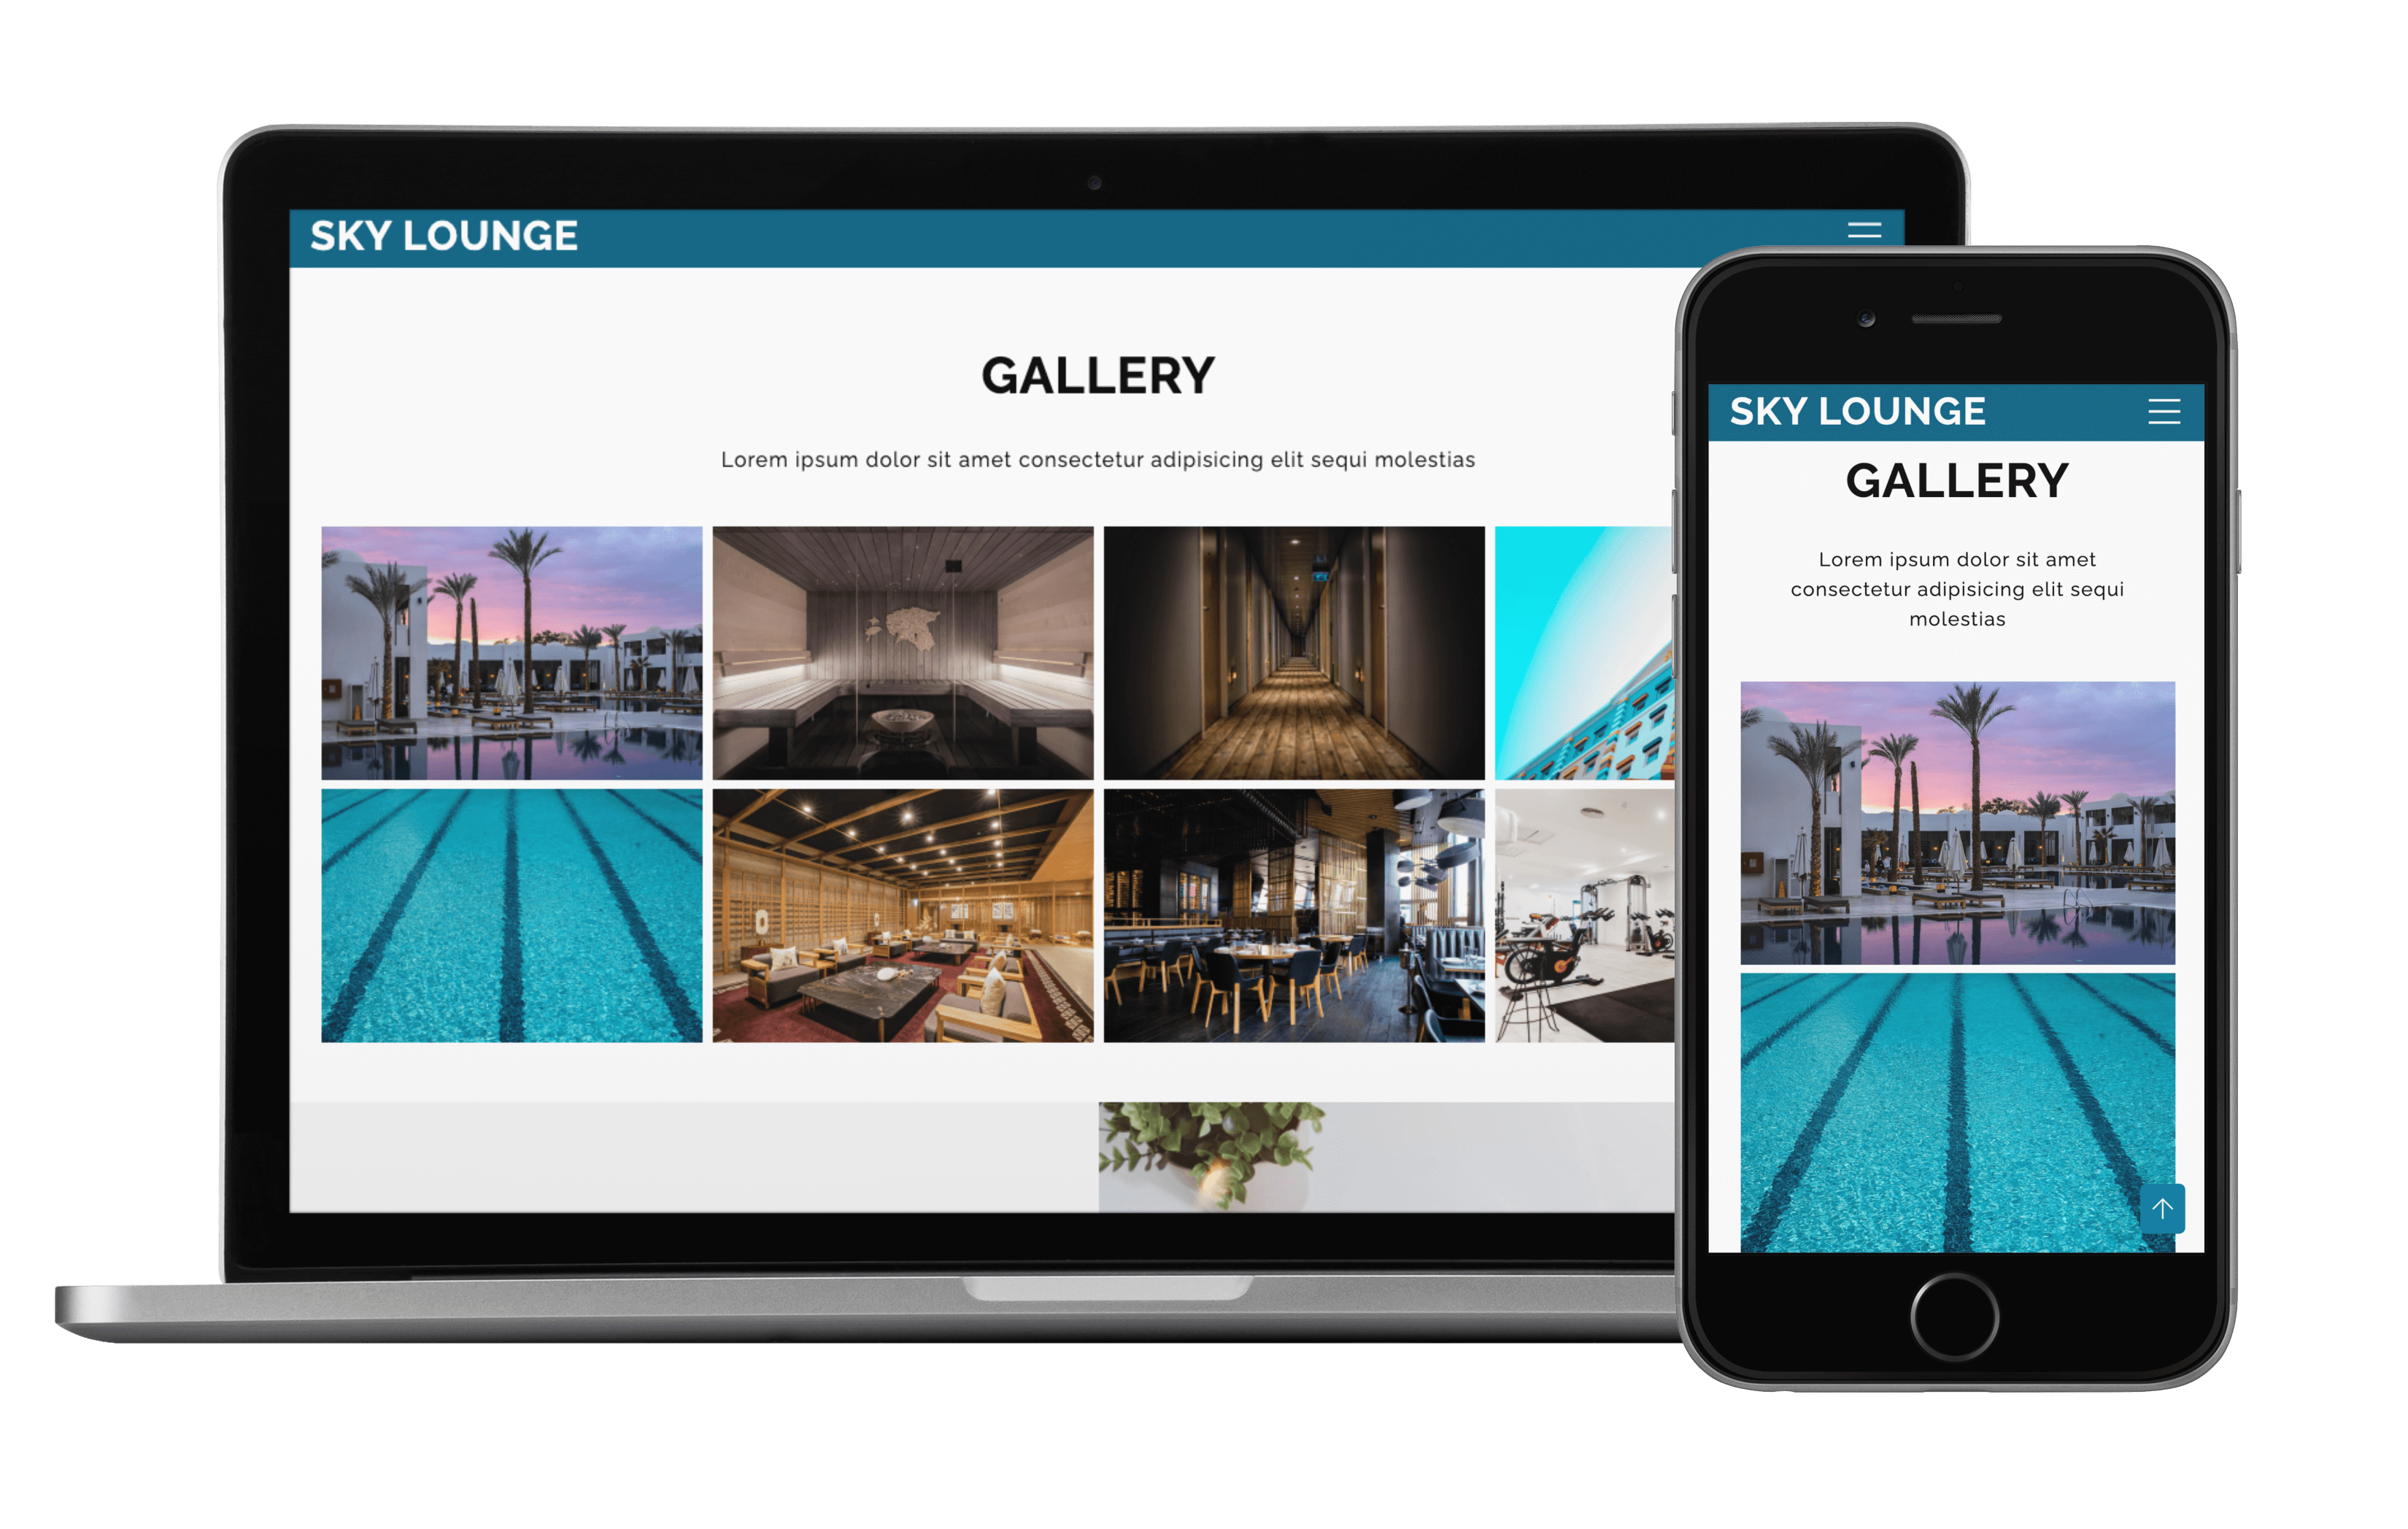 SKY LOUNGE
GALLERY
Lorem ipsum dolor sit amet consectetur adipisicing elit sequi molestias
SKY LOUNGE
GALLERY
Lorem ipsum dolor sit amet
consectetur adipisicing elit sequi
molestias